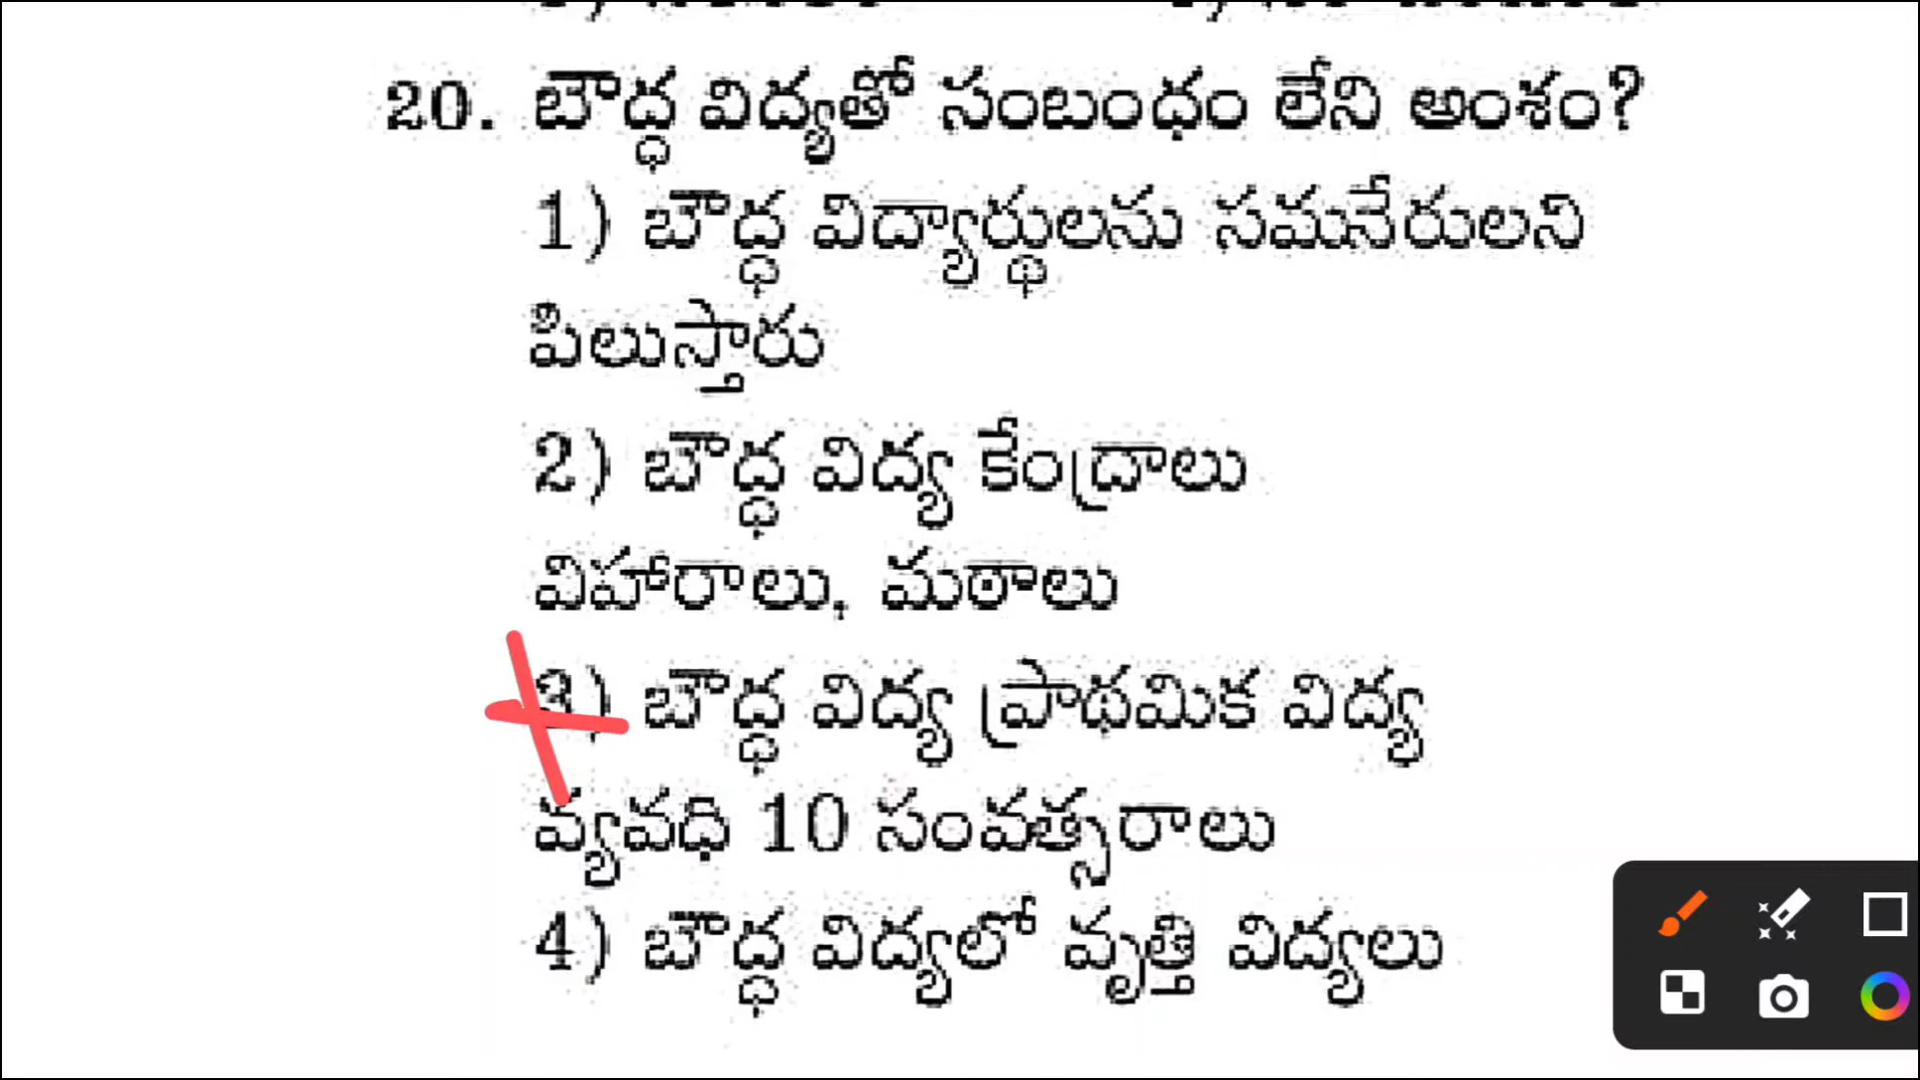 20. బౌద్ధ విద్యతో సంబంధం లేని అంశం?
1) బౌద్ధ విద్యార్థులను సమనేరులని
పిలుస్తారు
2) బౌద్ధ విద్య కేంద్రాలు
విహారాలు, మఠాలు
3) బౌద్ధ విద్య ప్రాథమిక విద్య
వ్యవధి 10 సంవత్సరాలు
4) బౌద్ధ విద్యలో వృత్తి విద్యలు